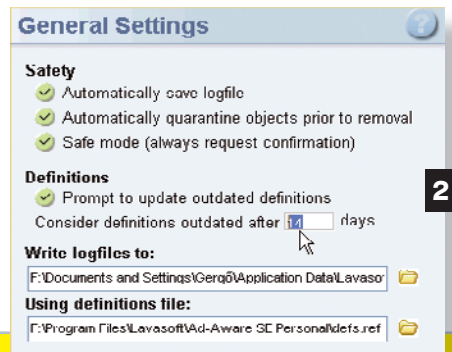 General Settings
?
Safety
Automatically save logfile
Automatically quarantine objects prior to removal
Safe mode (always request confirmation)
Definitions
Prompt to update outdated definitions
Consider definitions outdated after 14 days
2
Write logfiles to:
F:\Documents and Settings\Gergő\Application Data\Lavasof
Using definitions file:
F:\Program Files\Lavasoft\Ad-Aware SE Personal\defs.ref